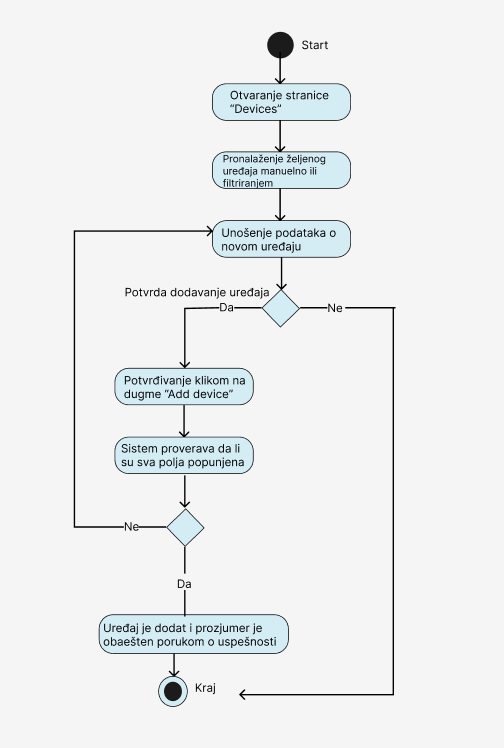 Start
Otvaranje stranice
“Devices”
Pronalaženje željenog
uređaja manuelno ili
filtriranjem
Unošenje podataka o
novom uređaju
Potvrda dodavanje uređaja
Da
Ne
Potvrđivanje klikom na
dugme “Add device”
Sistem proverava da li
su sva polja popunjena
Ne
Da
Uređaj je dodat i prozjumer je
obaešten porukom o uspešnosti
Kraj